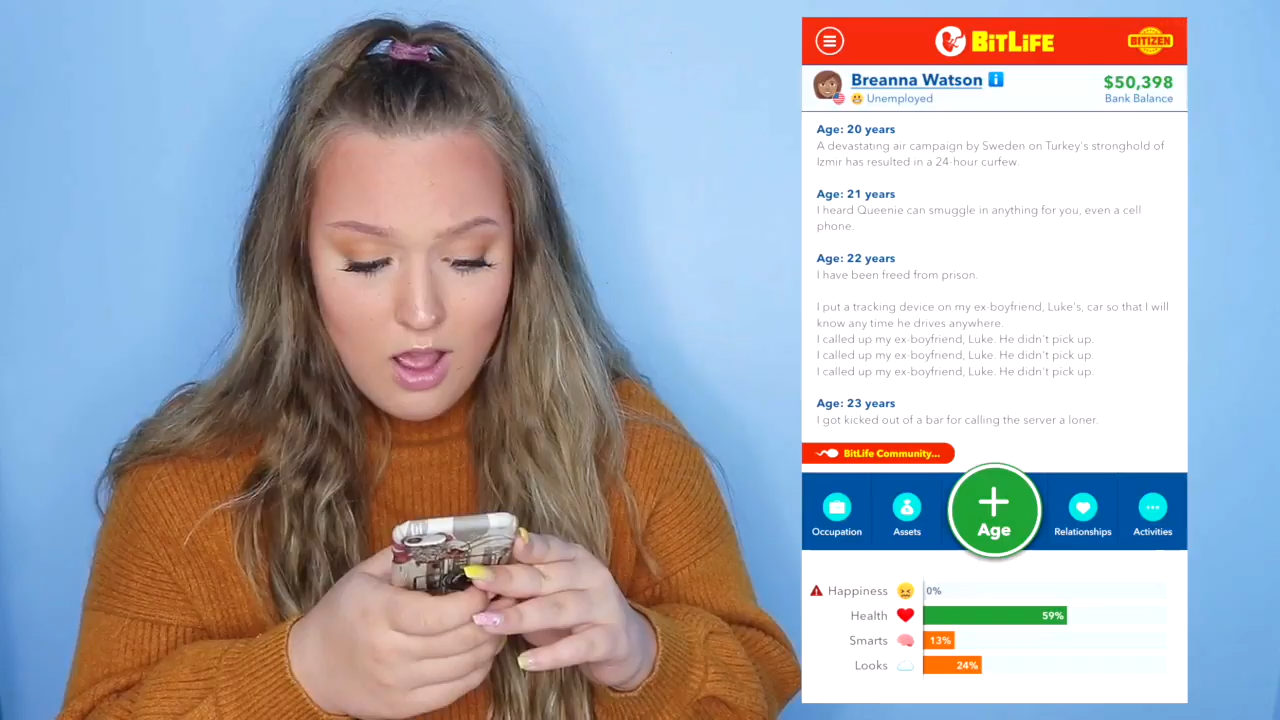 BITLIFE
BITIZEN
Breanna Watson i
$50,398
Unemployed
Bank Balance
Age: 20 years
A devastating air campaign by Sweden on Turkey's stronghold of
Izmir has resulted in a 24-hour curfew.
Age: 21 years
I heard Queenie can smuggle in anything for you, even a cell
phone.
Age: 22 years
I have been freed from prison.
I put a tracking device on my ex-boyfriend, Luke's, car so that I will
know any time he drives anywhere.
I called up my ex-boyfriend, Luke. He didn't pick up.
I called up my ex-boyfriend, Luke. He didn't pick up.
I called up my ex-boyfriend, Luke. He didn't pick up.
Age: 23 years
I got kicked out of a bar for calling the server a loner.
BitLife Community...
Occupation
Assets
+
Age
Relationships
Activities
Happiness 0%
Health 59%
Smarts 13%
Looks 24%